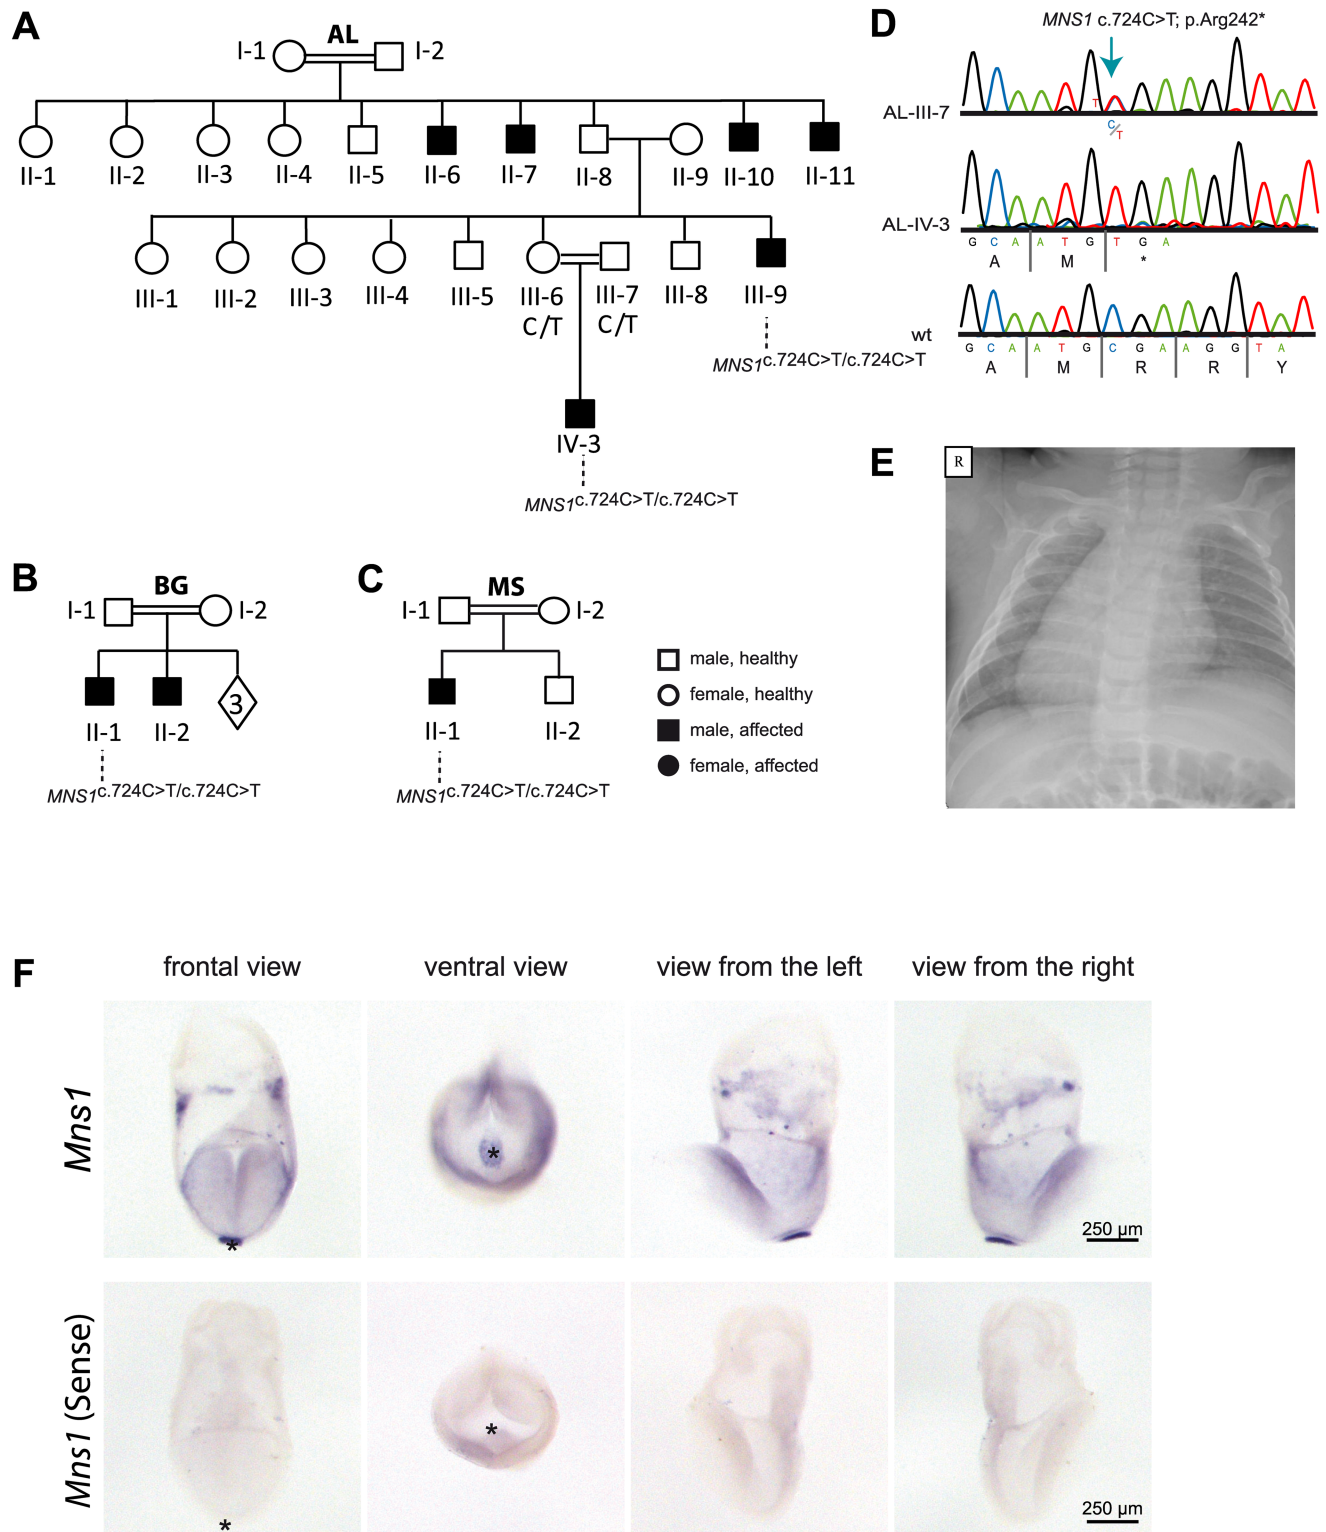 A
AL
I-1
I-2
II-1
II-2
II-3
II-4
II-5
II-6
II-7
II-8
II-9
II-10
II-11
III-1
III-2
III-3
III-4
III-5
III-6
III-7
III-8
III-9
C/T
C/T
MNS1c.724C>T/c.724C>T
IV-3
MNS1c.724C>T/c.724C>T
B
BG
I-1
I-2
3
II-1
II-2
MNS1c.724C>T/c.724C>T
C
MS
I-1
I-2
II-1
II-2
MNS1c.724C>T/c.724C>T
male, healthy
female, healthy
male, affected
female, affected
D
MNS1 c.724C>T; p.Arg242*
AL-III-7
T
C/T
AL-IV-3
G C A A T G T G A
A M *
wt
G C A A T G C G A A G G T A
A M R R Y
E
R
F
frontal view
ventral view
view from the left
view from the right
Mns1
*
*
250 µm
Mns1 (Sense)
*
*
250 µm